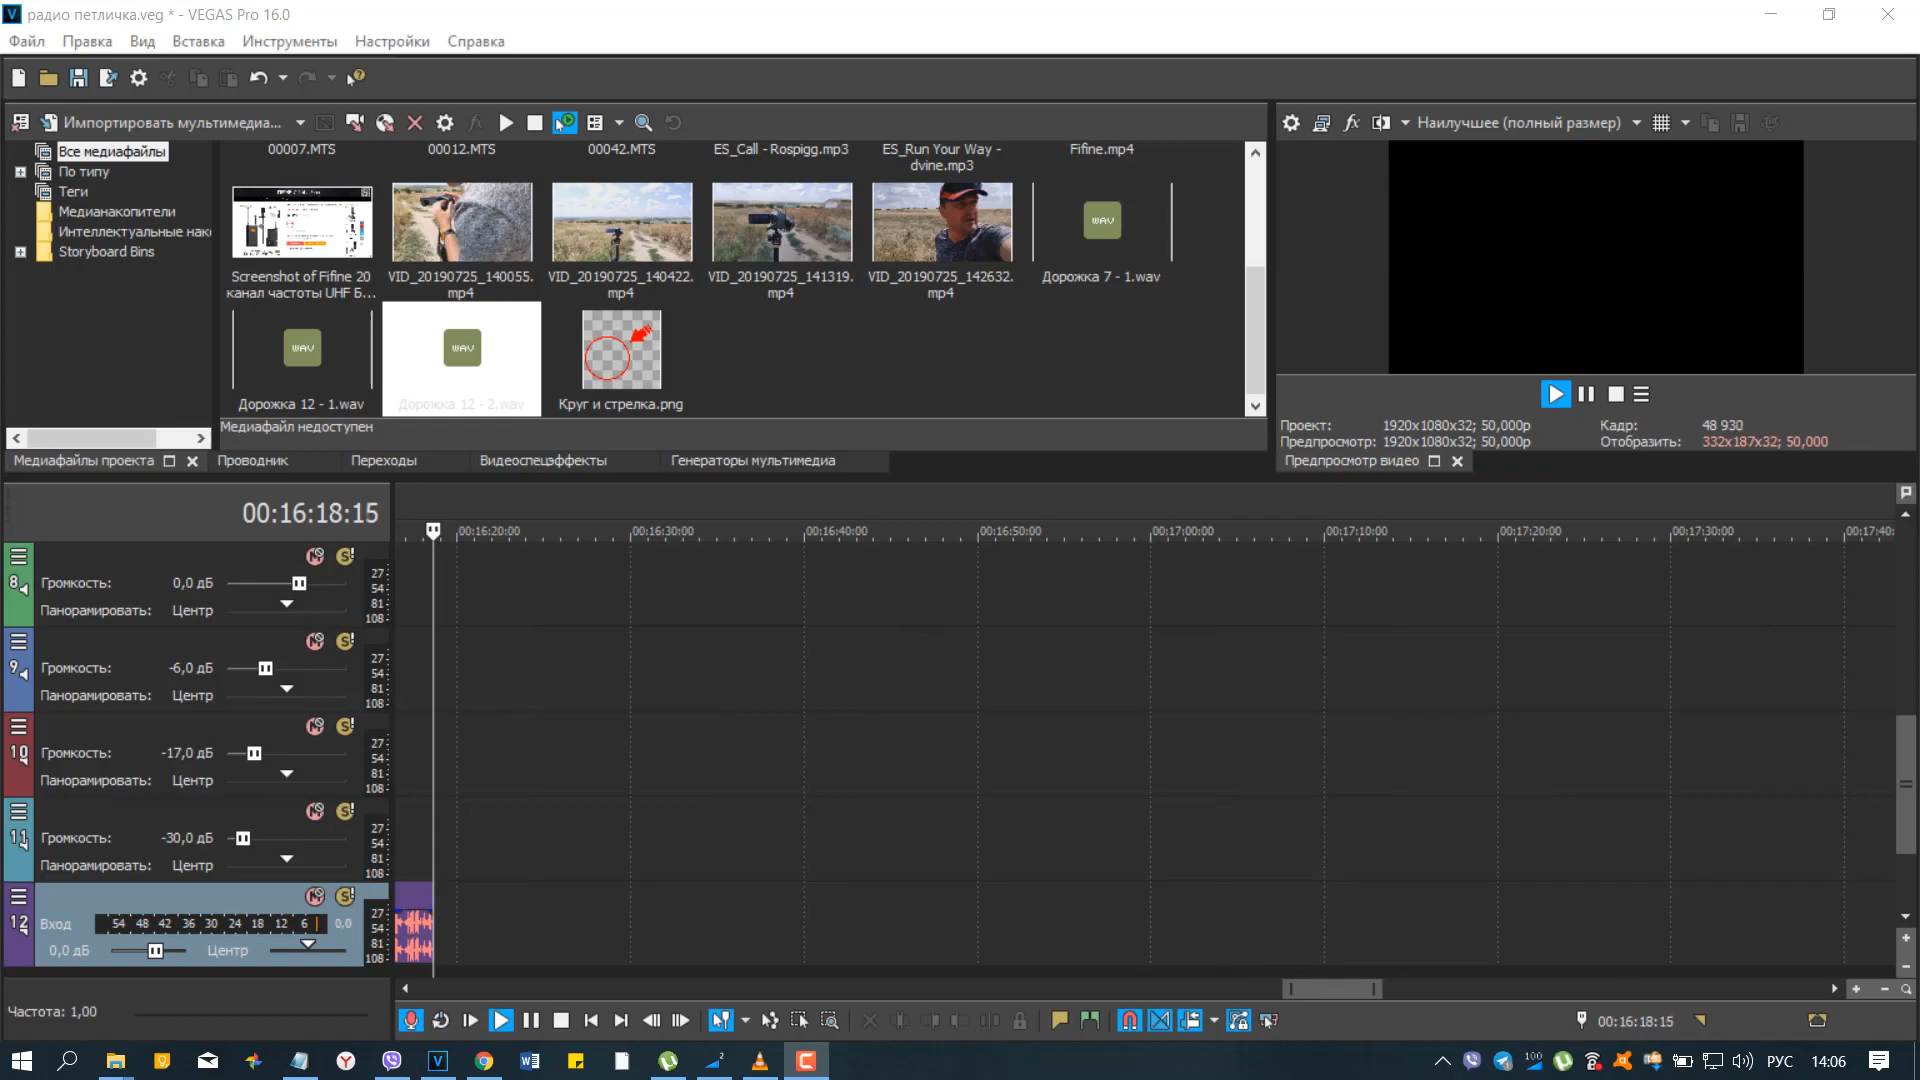 радио петличка.veg * - VEGAS Pro 16.0
Файл Правка Вид Вставка Инструменты Настройки Справка
Импортировать мультимедиа...
Наилучшее (полный размер)
Все медиафайлы
По типу
Теги
Медианакопители
Интеллектуальные нак
Storyboard Bins
00007.MTS
00012.MTS
00042.MTS
ES_Call - Rospigg.mp3
ES_Run Your Way -
dvine.mp3
Fifine.mp4
Screenshot of Fifine 20
канал частоты UHF Б...
VID_20190725_140055.
mp4
VID_20190725_140422.
mp4
VID_20190725_141319.
mp4
VID_20190725_142632.
mp4
WAV
Дорожка 7 - 1.wav
WAV
Дорожка 12 - 1.wav
WAV
Дорожка 12 - 2.wav
Круг и стрелка.png
Медиафайл недоступен
Проект: 1920x1080x32; 50,000p Кадр: 48 930
Предпросмотр: 1920x1080x32; 50,000p Отобразить: 332x187x32; 50,000
Медиафайлы проекта Проводник Переходы Видеоспецэффекты Генераторы мультимедиа
Предпросмотр видео
00:16:18:15
00:16:20:00 00:16:30:00 00:16:40:00 00:16:50:00 00:17:00:00 00:17:10:00 00:17:20:00 00:17:30:00 00:17:40:
8
M S
Громкость: 0,0 дБ
Панорамировать: Центр
27
54
81
108
9
M S
Громкость: -6,0 дБ
Панорамировать: Центр
27
54
81
108
10
M S
Громкость: -17,0 дБ
Панорамировать: Центр
27
54
81
108
11
M S
Громкость: -30,0 дБ
Панорамировать: Центр
27
54
81
108
12
M S
Вход 54 48 42 36 30 24 18 12 6 0,0
0,0 дБ Центр
27
54
81
108
Частота: 1,00
00:16:18:15
100
РУС 14:06